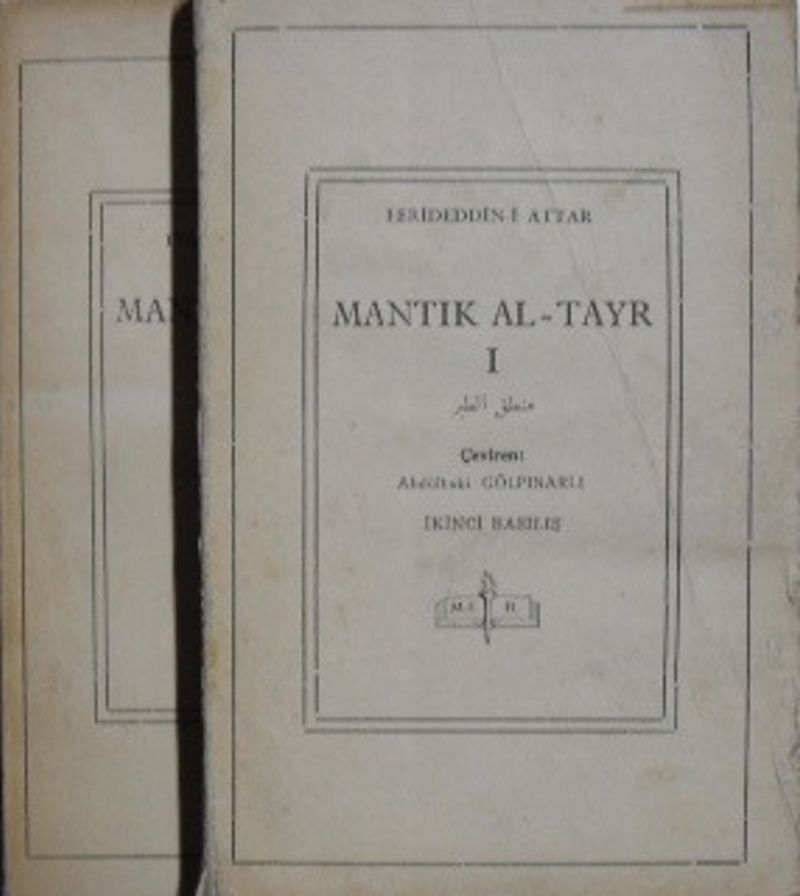 MAN
FERİDEDDİN-İ ATTAR
MANTIK AL-TAYR
I
منطق الطير
Çeviren:
Abdülbaki GÖLPINARLI
İKİNCİ BASILIŞ